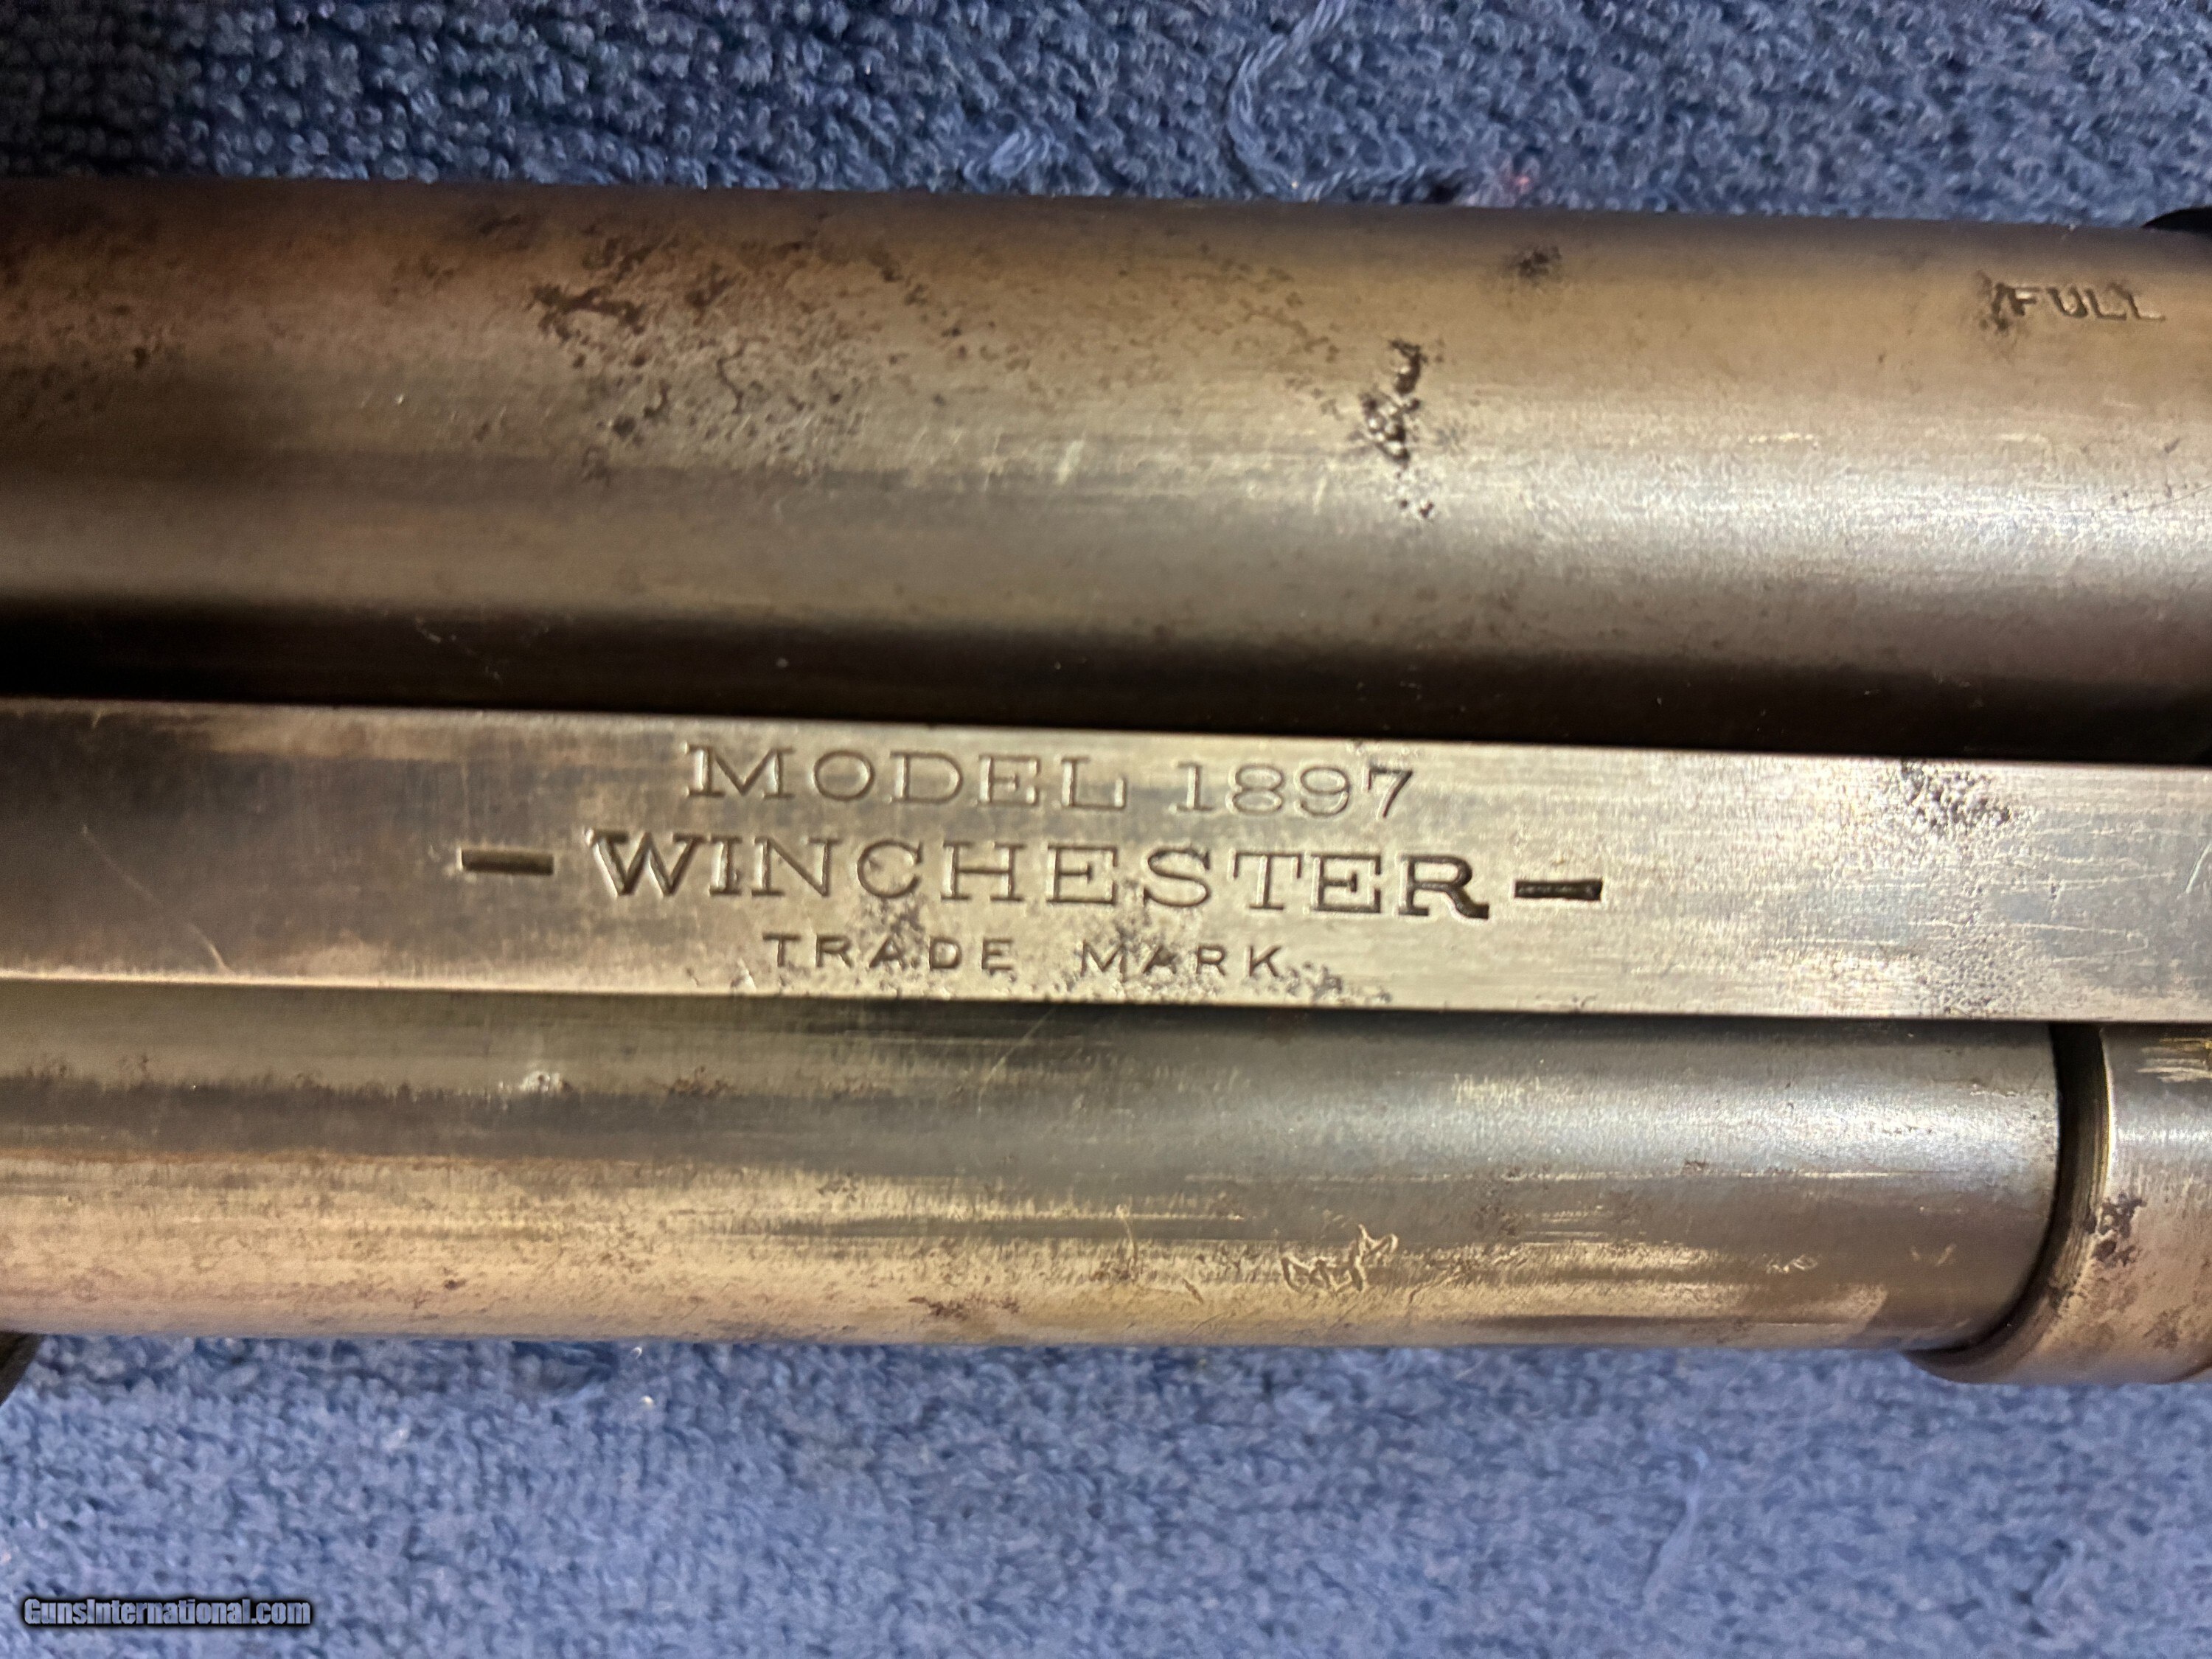 FULL
MODEL 1897
-WINCHESTER-
TRADE MARK
GunsInternational.com